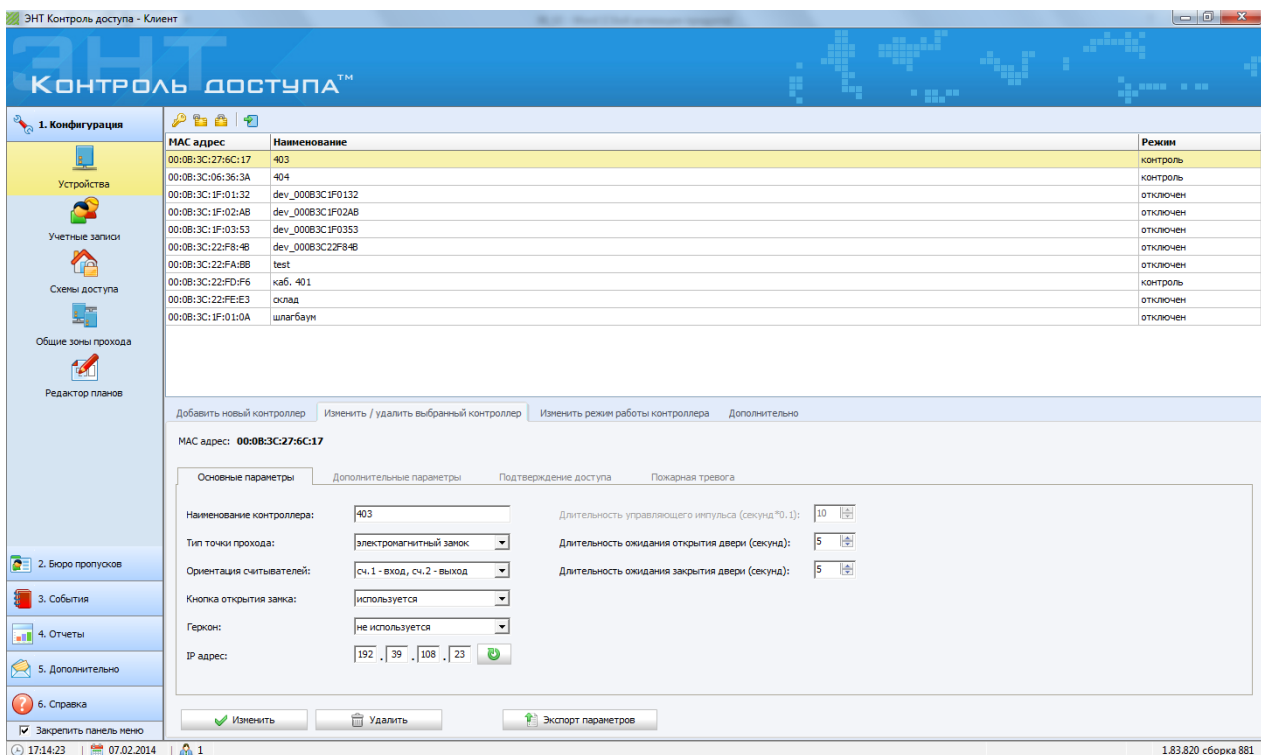 ЭНТ Контроль доступа - Клиент
ЭНТ
Контроль доступа™
1. Конфигурация
Устройства
Учетные записи
Схемы доступа
Общие зоны прохода
Редактор планов
2. Бюро пропусков
3. События
4. Отчеты
5. Дополнительно
6. Справка
Закрепить панель меню
MAC адрес Наименование Режим
00:0B:3C:27:6C:17 403 контроль
00:0B:3C:06:36:3A 404 контроль
00:0B:3C:1F:01:32 dev_000B3C1F0132 отключен
00:0B:3C:1F:02:AB dev_000B3C1F02AB отключен
00:0B:3C:1F:03:53 dev_000B3C1F0353 отключен
00:0B:3C:22:F8:4B dev_000B3C22F84B отключен
00:0B:3C:22:FA:BB test отключен
00:0B:3C:22:FD:F6 каб. 401 контроль
00:0B:3C:22:FE:E3 склад отключен
00:0B:3C:1F:01:0A шлагбаум отключен
Добавить новый контроллер Изменить / удалить выбранный контроллер Изменить режим работы контроллера Дополнительно
MAC адрес: 00:0B:3C:27:6C:17
Основные параметры Дополнительные параметры Подтверждение доступа Пожарная тревога
Наименование контроллера: 403 Длительность управляющего импульса (секунд*0.1): 10
Тип точки прохода: электромагнитный замок Длительность ожидания открытия двери (секунд): 5
Ориентация считывателей: сч.1 - вход, сч.2 - выход Длительность ожидания закрытия двери (секунд): 5
Кнопка открытия замка: используется
Геркон: не используется
IP адрес: 192 . 39 . 108 . 23
Изменить Удалить Экспорт параметров
17:14:23 07.02.2014 1 1.83.820 сборка 881